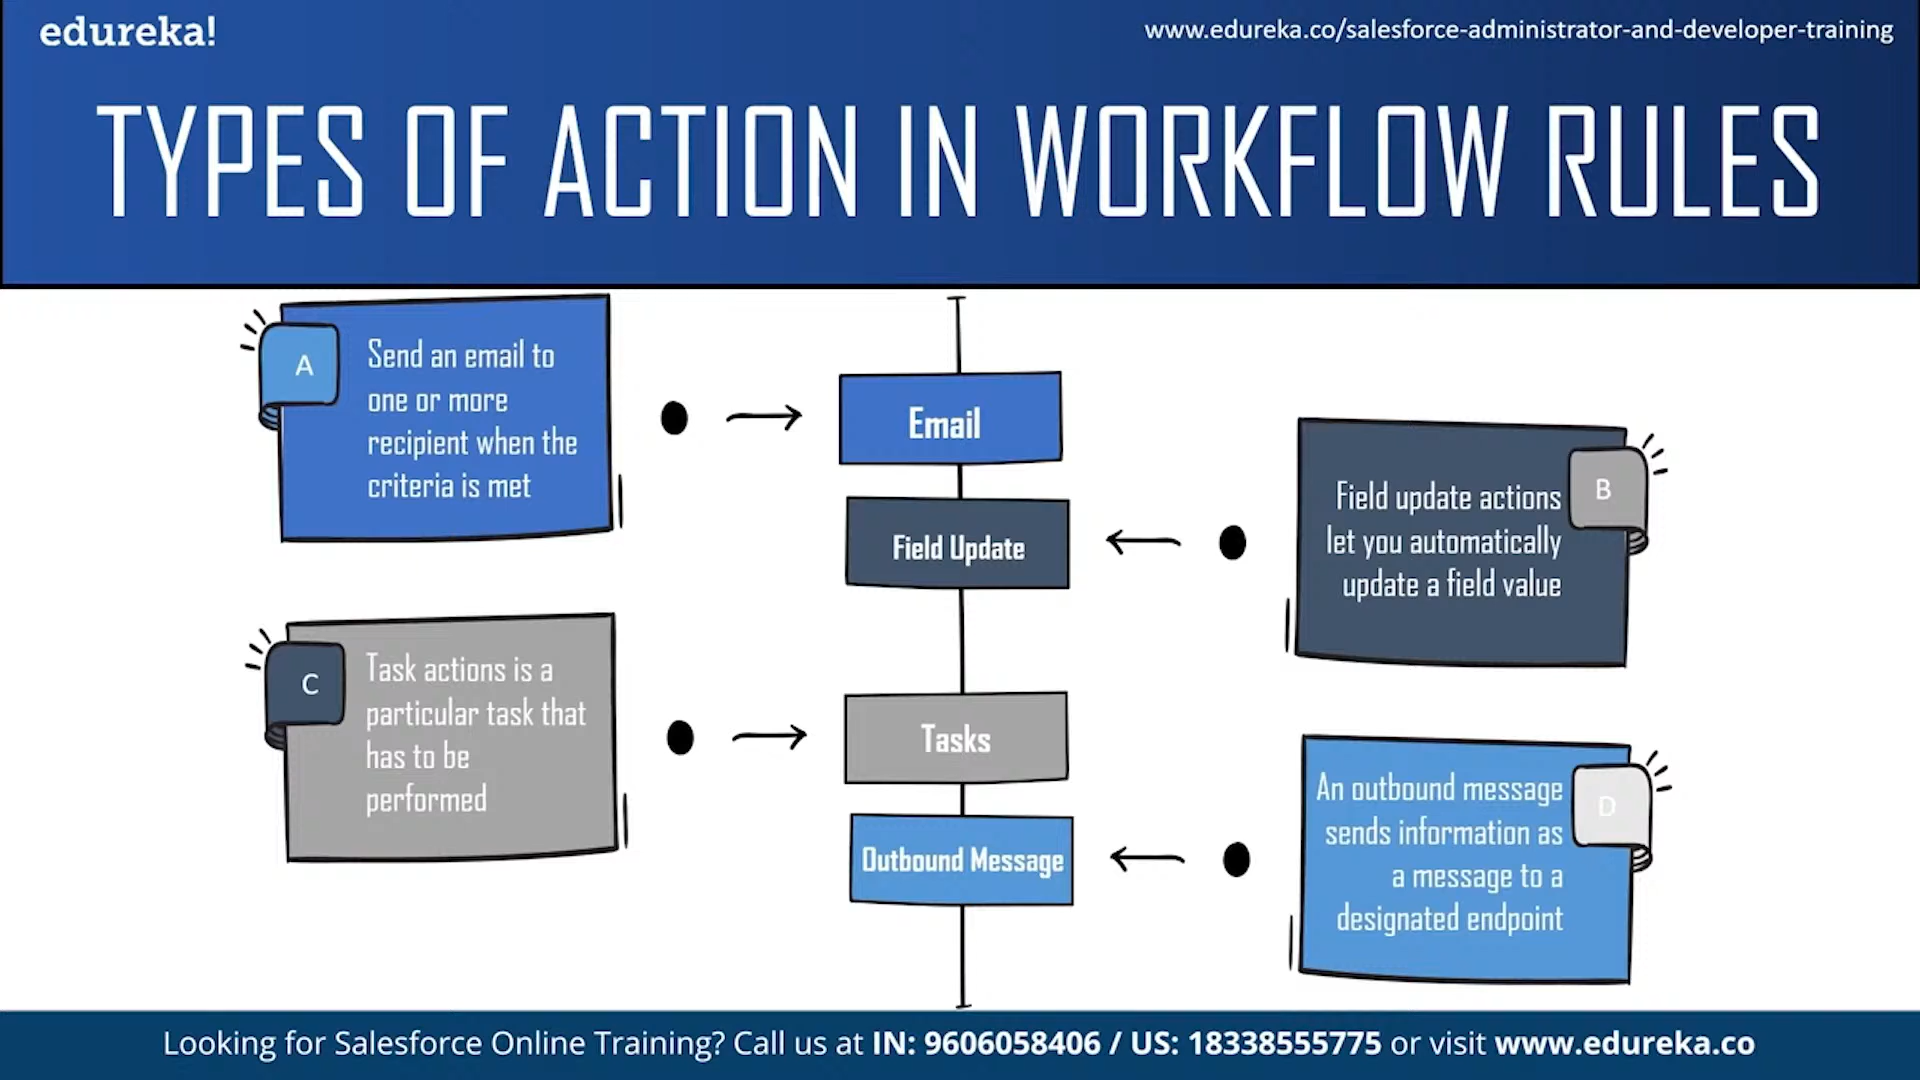 edureka!
www.edureka.co/salesforce-administrator-and-developer-training
TYPES OF ACTION IN WORKFLOW RULES
A
Send an email to
one or more
recipient when the
criteria is met
Email
B
Field update actions
let you automatically
update a field value
Field Update
C
Task actions is a
particular task that
has to be
performed
Tasks
D
An outbound message
sends information as
a message to a
designated endpoint
Outbound Message
Looking for Salesforce Online Training? Call us at IN: 9606058406 / US: 18338555775 or visit www.edureka.co